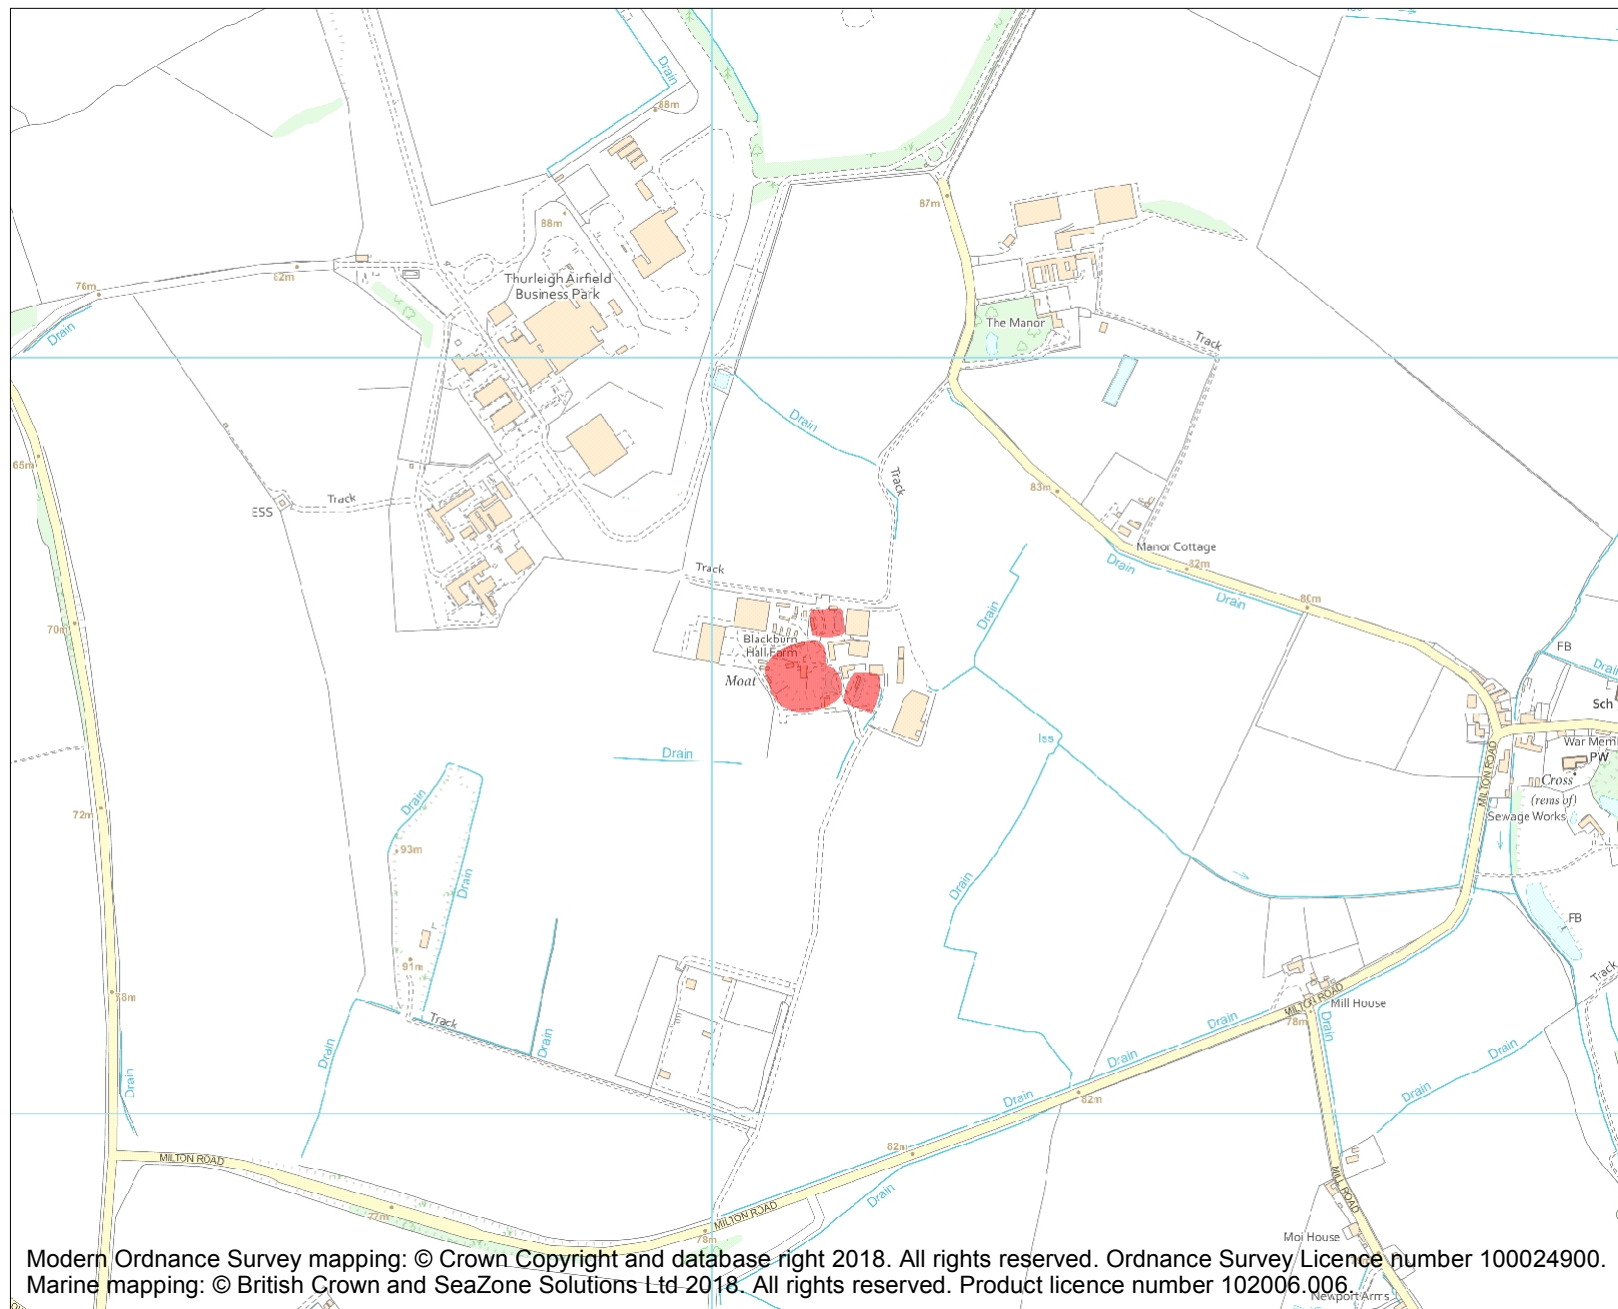 Drain
88m
87m
88m
Thurleigh Airfield
Business Park
76m
82m
Drain
The Manor
Track
Drain
65m
Track
Track
ESS
83m
Manor Cottage
Drain
82m
Drain
80m
Track
Drain
FB
Drain
70m
Blackburn
Hall Farm
Moat
Sch
Iss
Drain
MILTON ROAD
War Mem
PW
Cross
(rems of)
Sewage Works
Drain
72m
93m
Drain
Drain
FB
91m
Track
78m
Mill House
MILTON ROAD
78m
Drain
Drain
Track
Drain
Drain
Drain
Drain
Drain
Drain
Drain
82m
Drain
82m
MILTON ROAD
Drain
MILL ROAD
77m
MILTON ROAD
78m
Moi House
Modern Ordnance Survey mapping: © Crown Copyright and database right 2018. All rights reserved. Ordnance Survey Licence number 100024900.
Marine mapping: © British Crown and SeaZone Solutions Ltd 2018. All rights reserved. Product licence number 102006.006.
Newport Arms